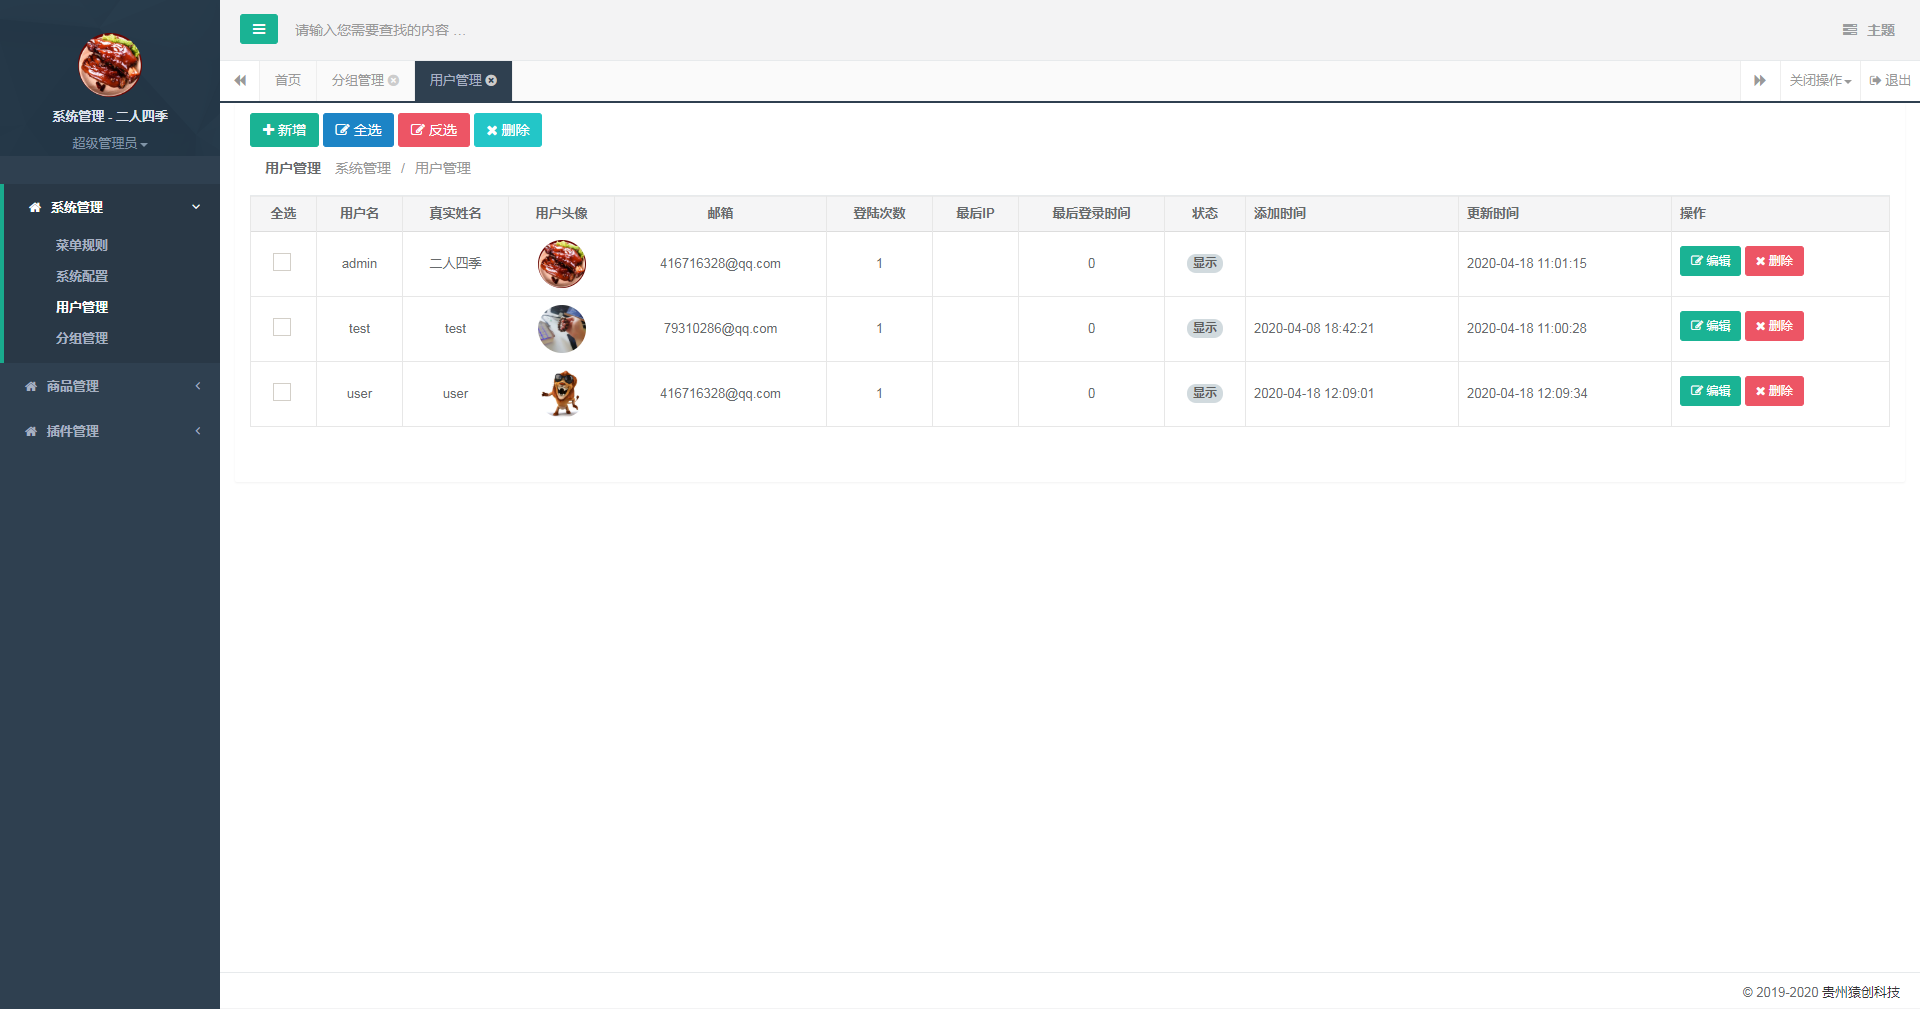 系统管理 - 二人四季
超级管理员
系统管理
菜单规则
系统配置
用户管理
分组管理
商品管理
插件管理
请输入您需要查找的内容 …
主题
首页 分组管理 用户管理 关闭操作 退出
新增 全选 反选 删除
用户管理 系统管理 / 用户管理
全选 用户名 真实姓名 用户头像 邮箱 登陆次数 最后IP 最后登录时间 状态 添加时间 更新时间 操作
admin 二人四季 416716328@qq.com 1 0 显示 2020-04-18 11:01:15 编辑 删除
test test 79310286@qq.com 1 0 显示 2020-04-08 18:42:21 2020-04-18 11:00:28 编辑 删除
user user 416716328@qq.com 1 0 显示 2020-04-18 12:09:01 2020-04-18 12:09:34 编辑 删除
© 2019-2020 贵州猿创科技